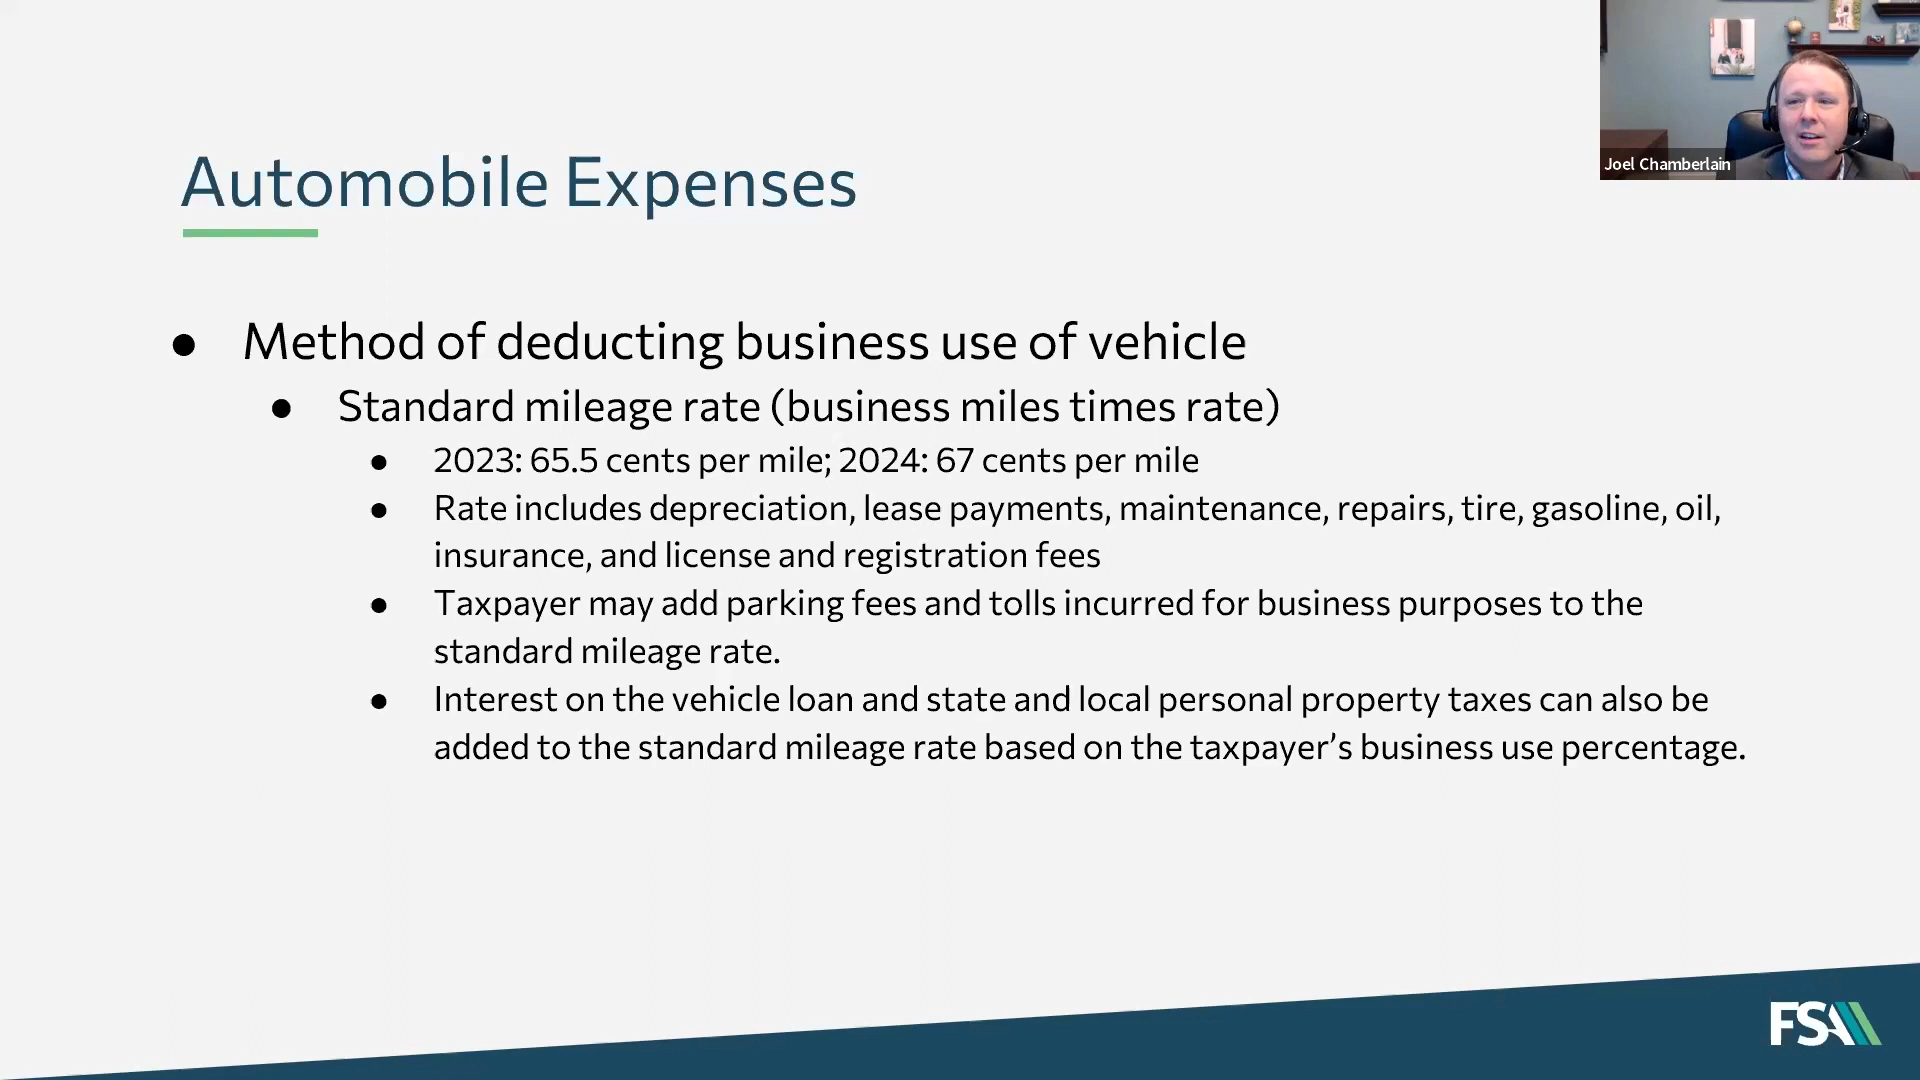 Joel Chamberlain
Automobile Expenses
● Method of deducting business use of vehicle
● Standard mileage rate (business miles times rate)
● 2023: 65.5 cents per mile; 2024: 67 cents per mile
● Rate includes depreciation, lease payments, maintenance, repairs, tire, gasoline, oil,
insurance, and license and registration fees
● Taxpayer may add parking fees and tolls incurred for business purposes to the
standard mileage rate.
● Interest on the vehicle loan and state and local personal property taxes can also be
added to the standard mileage rate based on the taxpayer’s business use percentage.
FSA